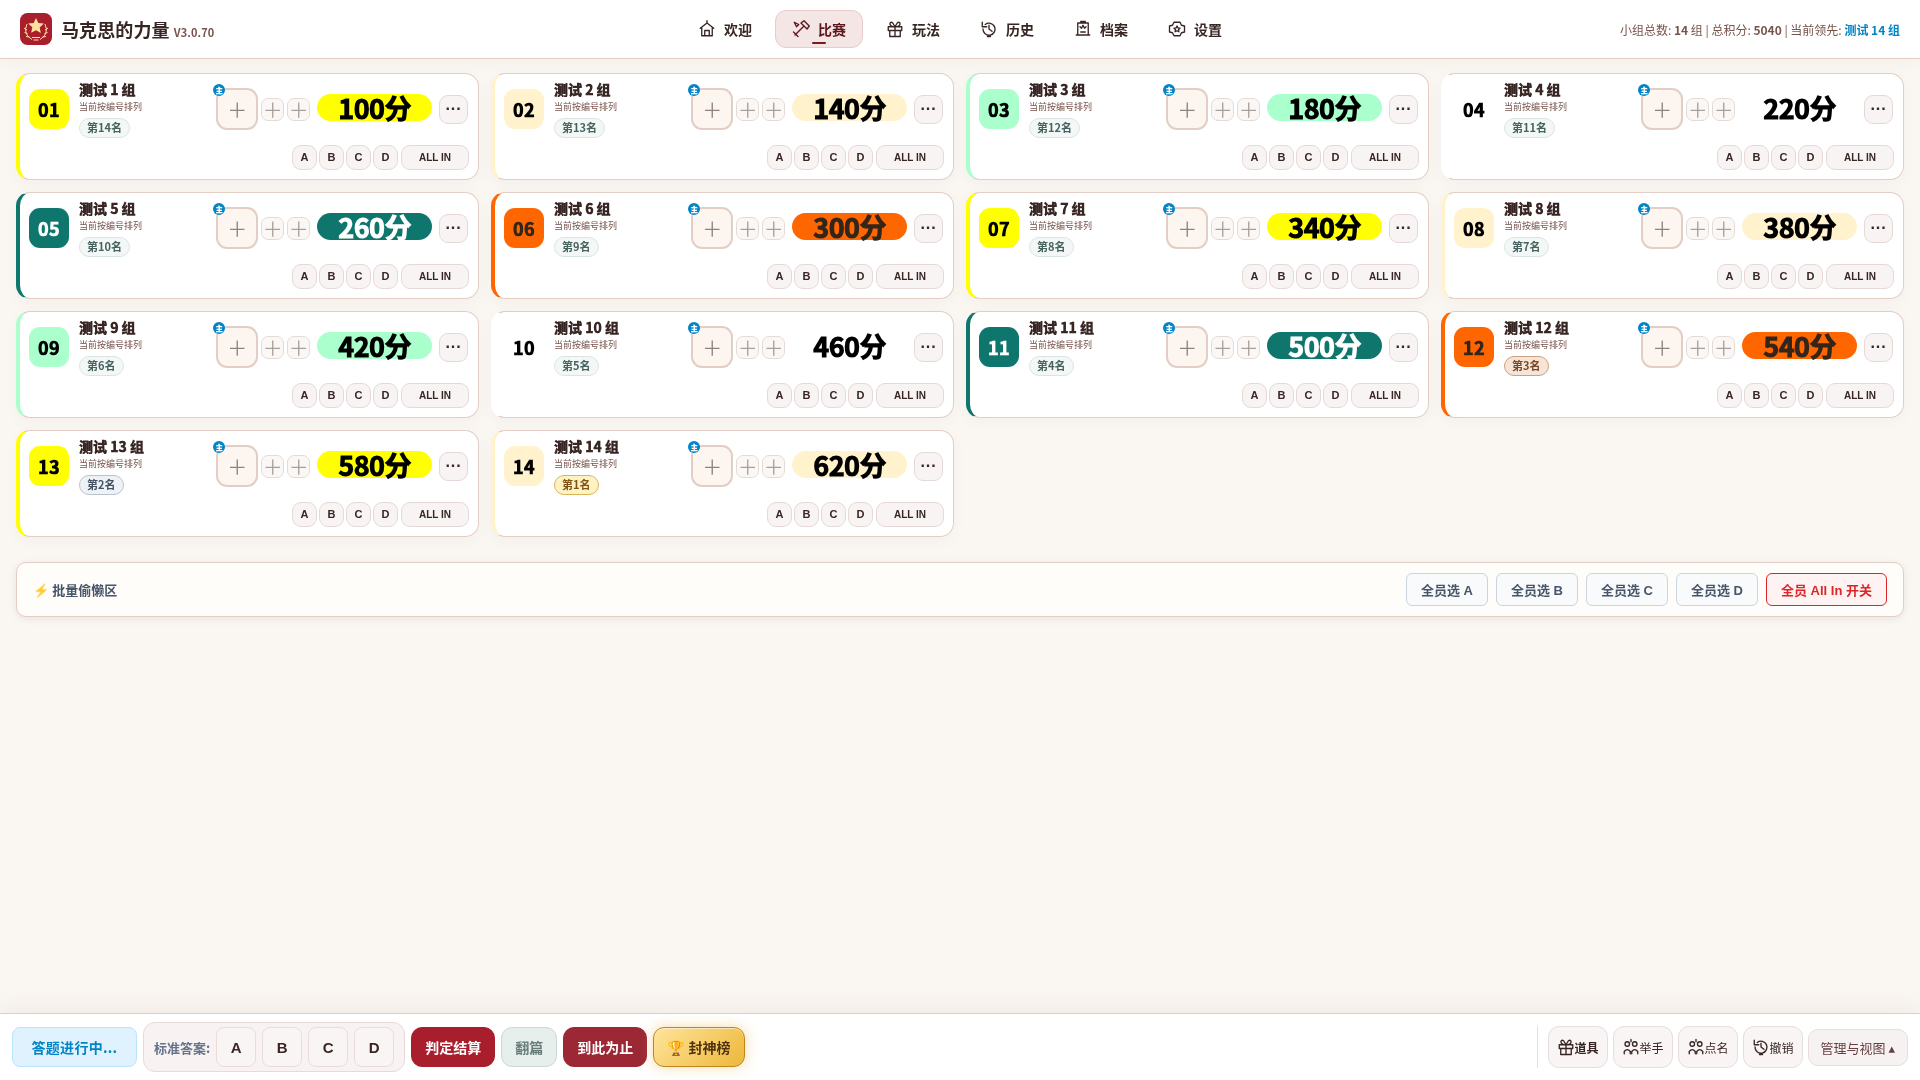 马克思的力量 V3.0.70
欢迎 比赛 玩法 历史 档案 设置
小组总数: 14 组 | 总积分: 5040 | 当前领先: 测试 14 组
01 测试 1 组 当前按编号排列 第14名 主 100分 ...
A B C D ALL IN
02 测试 2 组 当前按编号排列 第13名 主 140分 ...
A B C D ALL IN
03 测试 3 组 当前按编号排列 第12名 主 180分 ...
A B C D ALL IN
04 测试 4 组 当前按编号排列 第11名 主 220分 ...
A B C D ALL IN
05 测试 5 组 当前按编号排列 第10名 主 260分 ...
A B C D ALL IN
06 测试 6 组 当前按编号排列 第9名 主 300分 ...
A B C D ALL IN
07 测试 7 组 当前按编号排列 第8名 主 340分 ...
A B C D ALL IN
08 测试 8 组 当前按编号排列 第7名 主 380分 ...
A B C D ALL IN
09 测试 9 组 当前按编号排列 第6名 主 420分 ...
A B C D ALL IN
10 测试 10 组 当前按编号排列 第5名 主 460分 ...
A B C D ALL IN
11 测试 11 组 当前按编号排列 第4名 主 500分 ...
A B C D ALL IN
12 测试 12 组 当前按编号排列 第3名 主 540分 ...
A B C D ALL IN
13 测试 13 组 当前按编号排列 第2名 主 580分 ...
A B C D ALL IN
14 测试 14 组 当前按编号排列 第1名 主 620分 ...
A B C D ALL IN
⚡ 批量偷懒区 全员选 A 全员选 B 全员选 C 全员选 D 全员 All In 开关
答题进行中... 标准答案: A B C D 判定结算 翻篇 到此为止 🏆 封神榜 道具 举手 点名 撤销 管理与视图 ▴